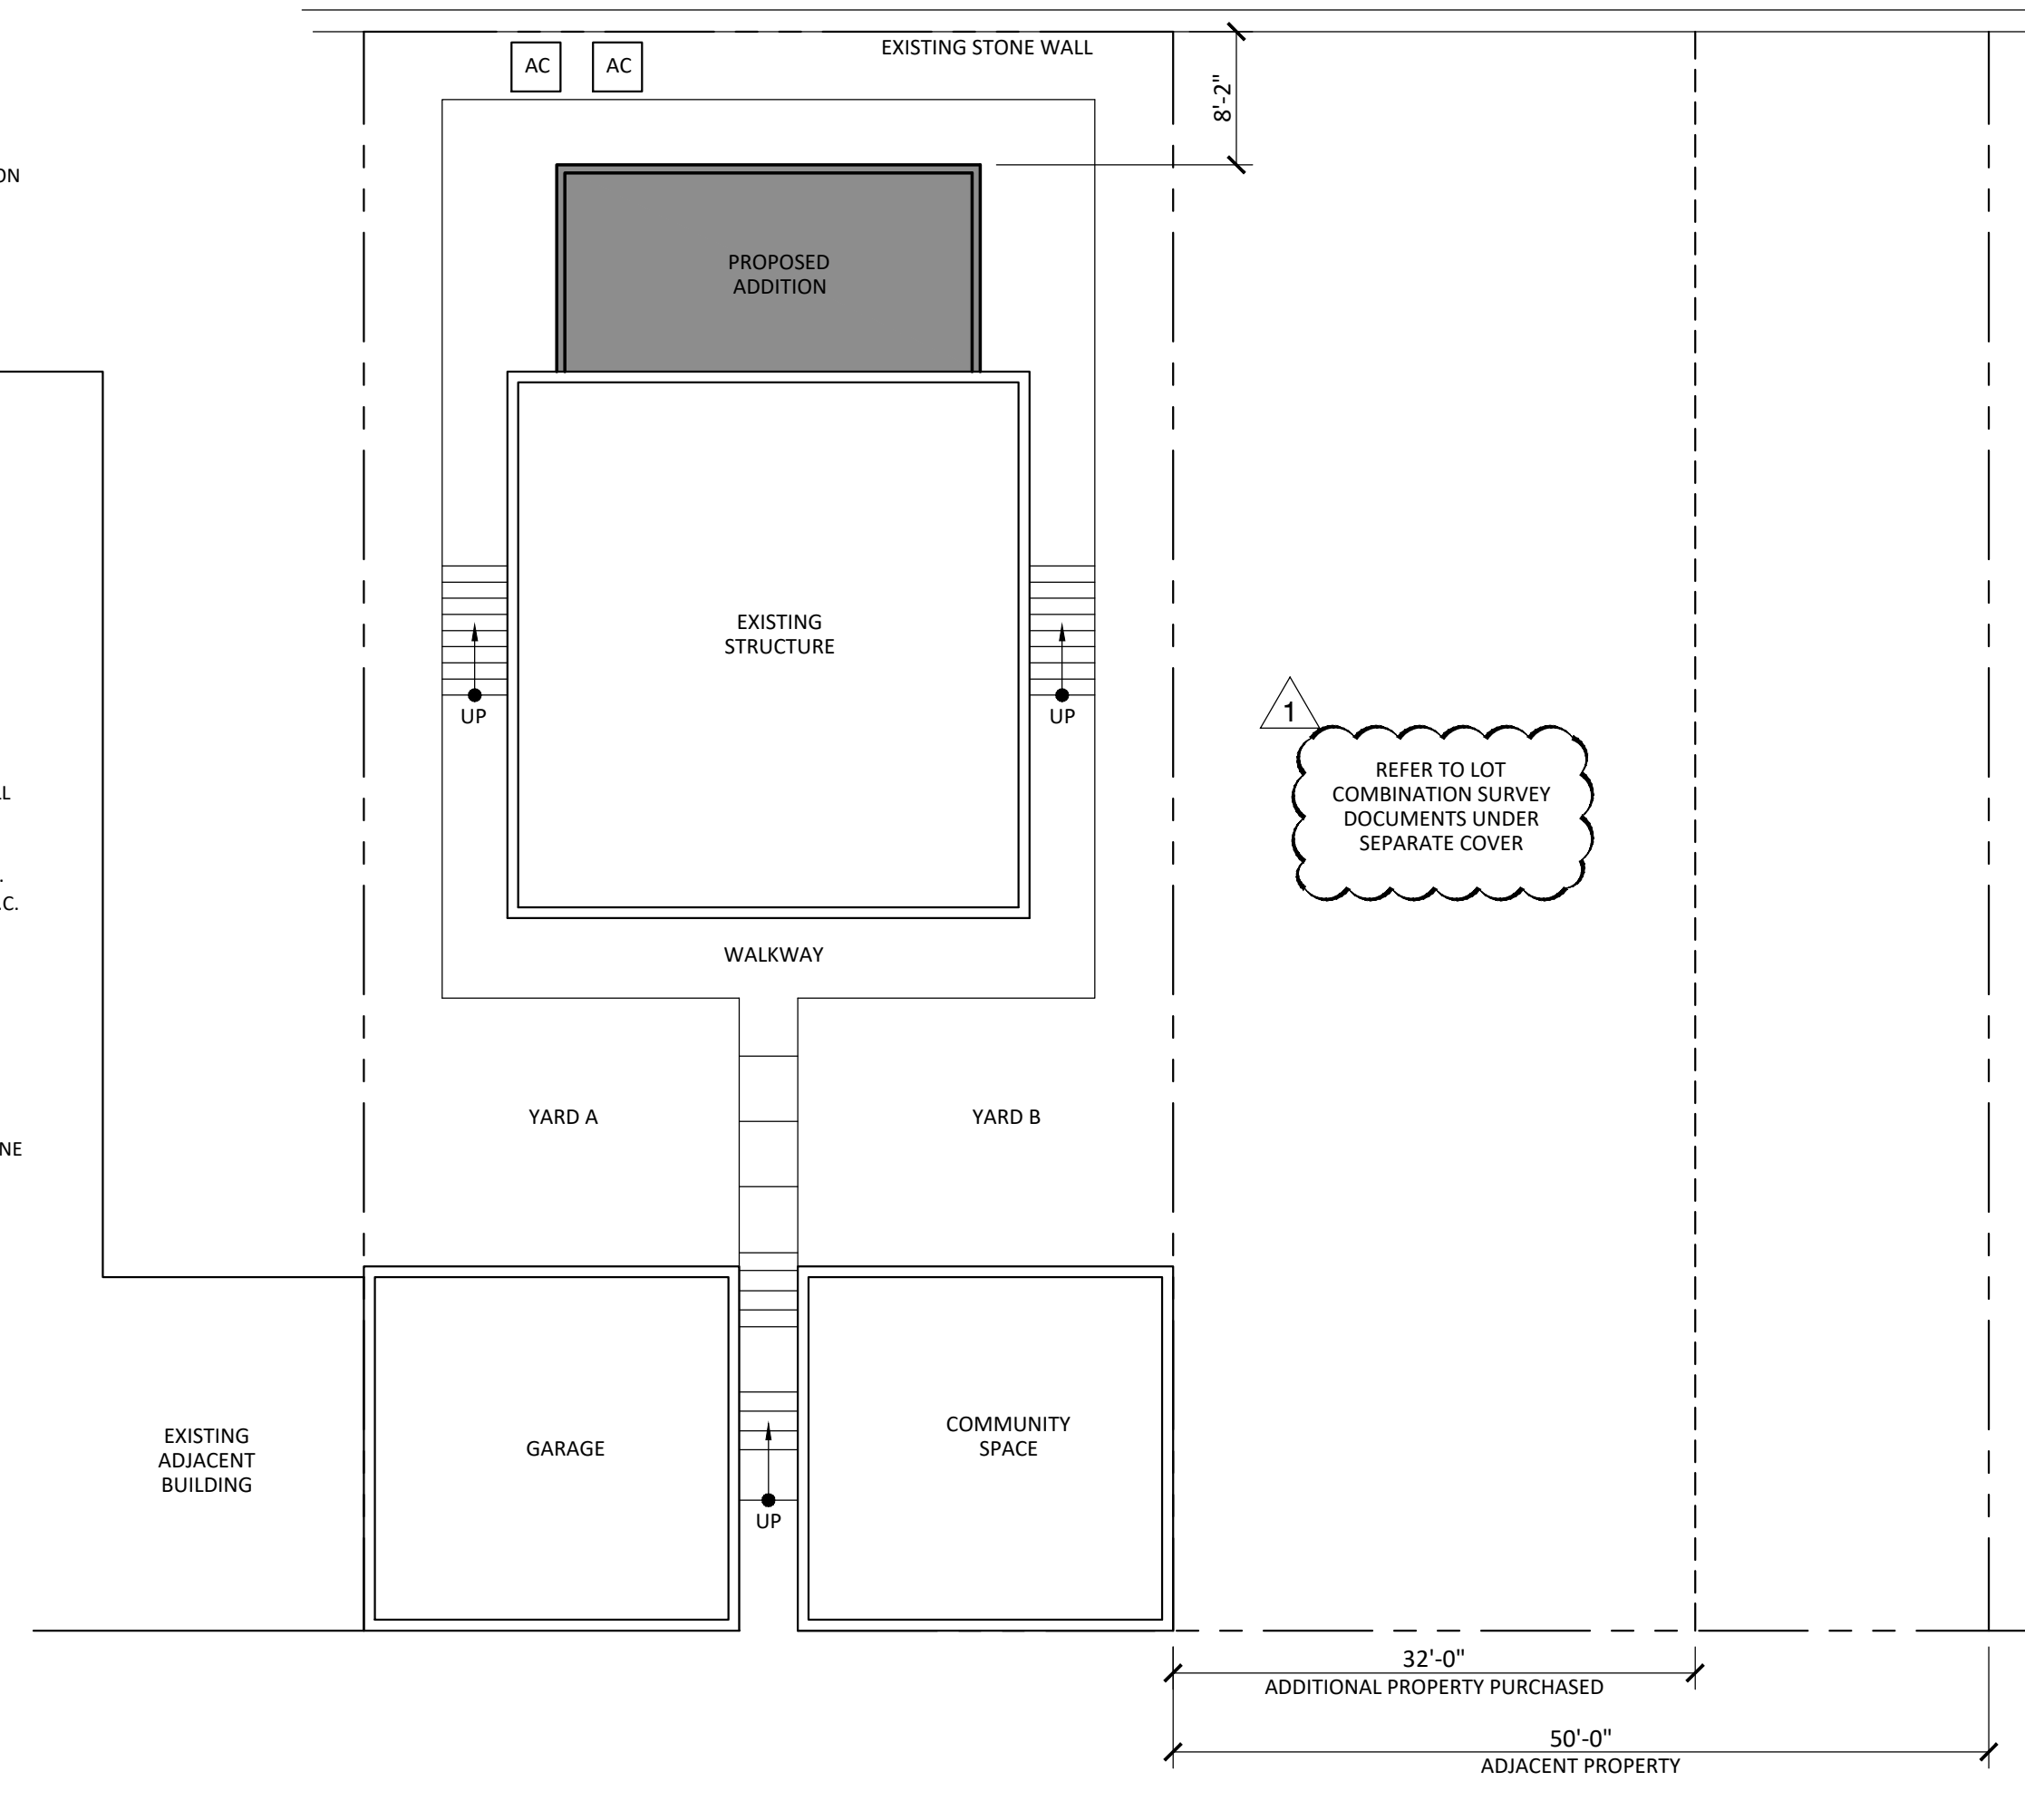 EXISTING STONE WALL
AC
AC
8'-2"
ON
PROPOSED
ADDITION
EXISTING
STRUCTURE
UP
UP
1
REFER TO LOT
COMBINATION SURVEY
DOCUMENTS UNDER
SEPARATE COVER
.
.C.
WALKWAY
YARD A
YARD B
NE
EXISTING
ADJACENT
BUILDING
GARAGE
COMMUNITY
SPACE
UP
32'-0"
ADDITIONAL PROPERTY PURCHASED
50'-0"
ADJACENT PROPERTY